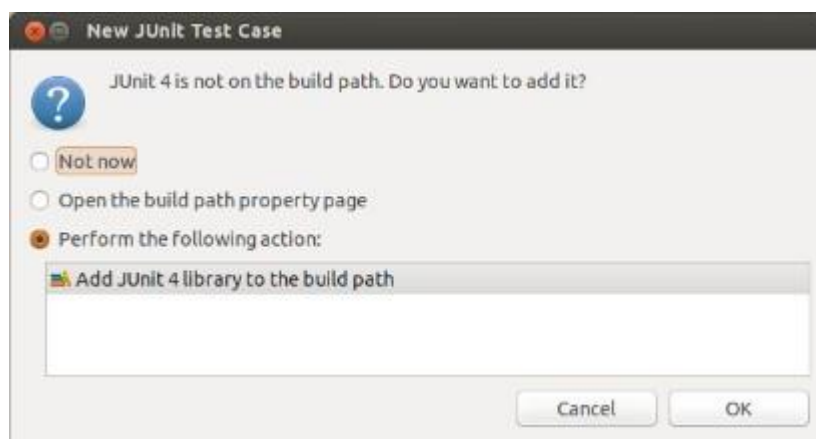 New JUnit Test Case
JUnit 4 is not on the build path. Do you want to add it?
Not now
Open the build path property page
Perform the following action:
Add JUnit 4 library to the build path
Cancel
OK